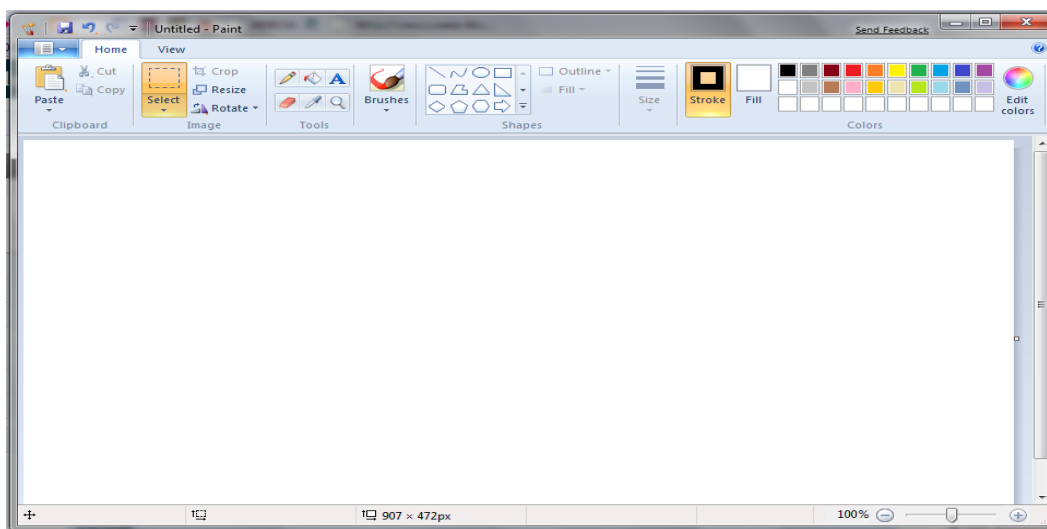 Untitled - Paint
Send Feedback
Home View
Cut Crop Outline
Copy Resize Fill
Paste Select Rotate A Brushes Size Stroke Fill Edit colors
Clipboard Image Tools Shapes Colors
907 × 472px 100%